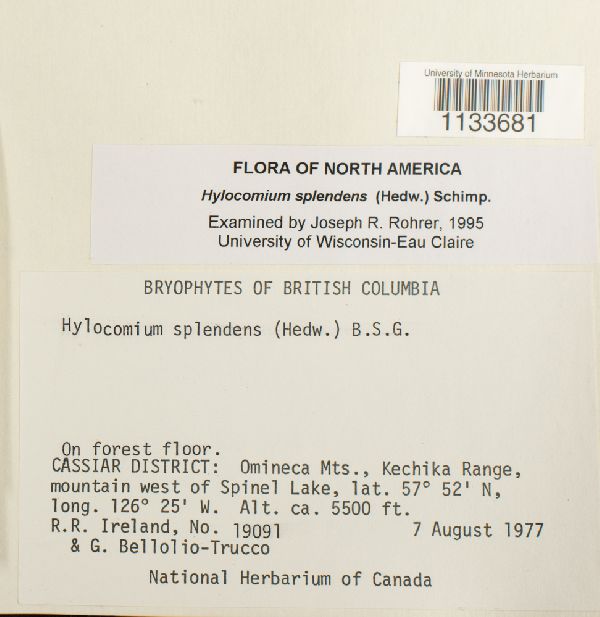 University of Minnesota Herbarium
1133681
FLORA OF NORTH AMERICA
Hylocomium splendens (Hedw.) Schimp.
Examined by Joseph R. Rohrer, 1995
University of Wisconsin-Eau Claire
BRYOPHYTES OF BRITISH COLUMBIA
Hylocomium splendens (Hedw.) B.S.G.
On forest floor.
CASSIAR DISTRICT: Omineca Mts., Kechika Range,
mountain west of Spinel Lake, lat. 57° 52' N,
long. 126° 25' W. Alt. ca. 5500 ft.
R.R. Ireland, No. 19091 7 August 1977
& G. Bellolio-Trucco
National Herbarium of Canada